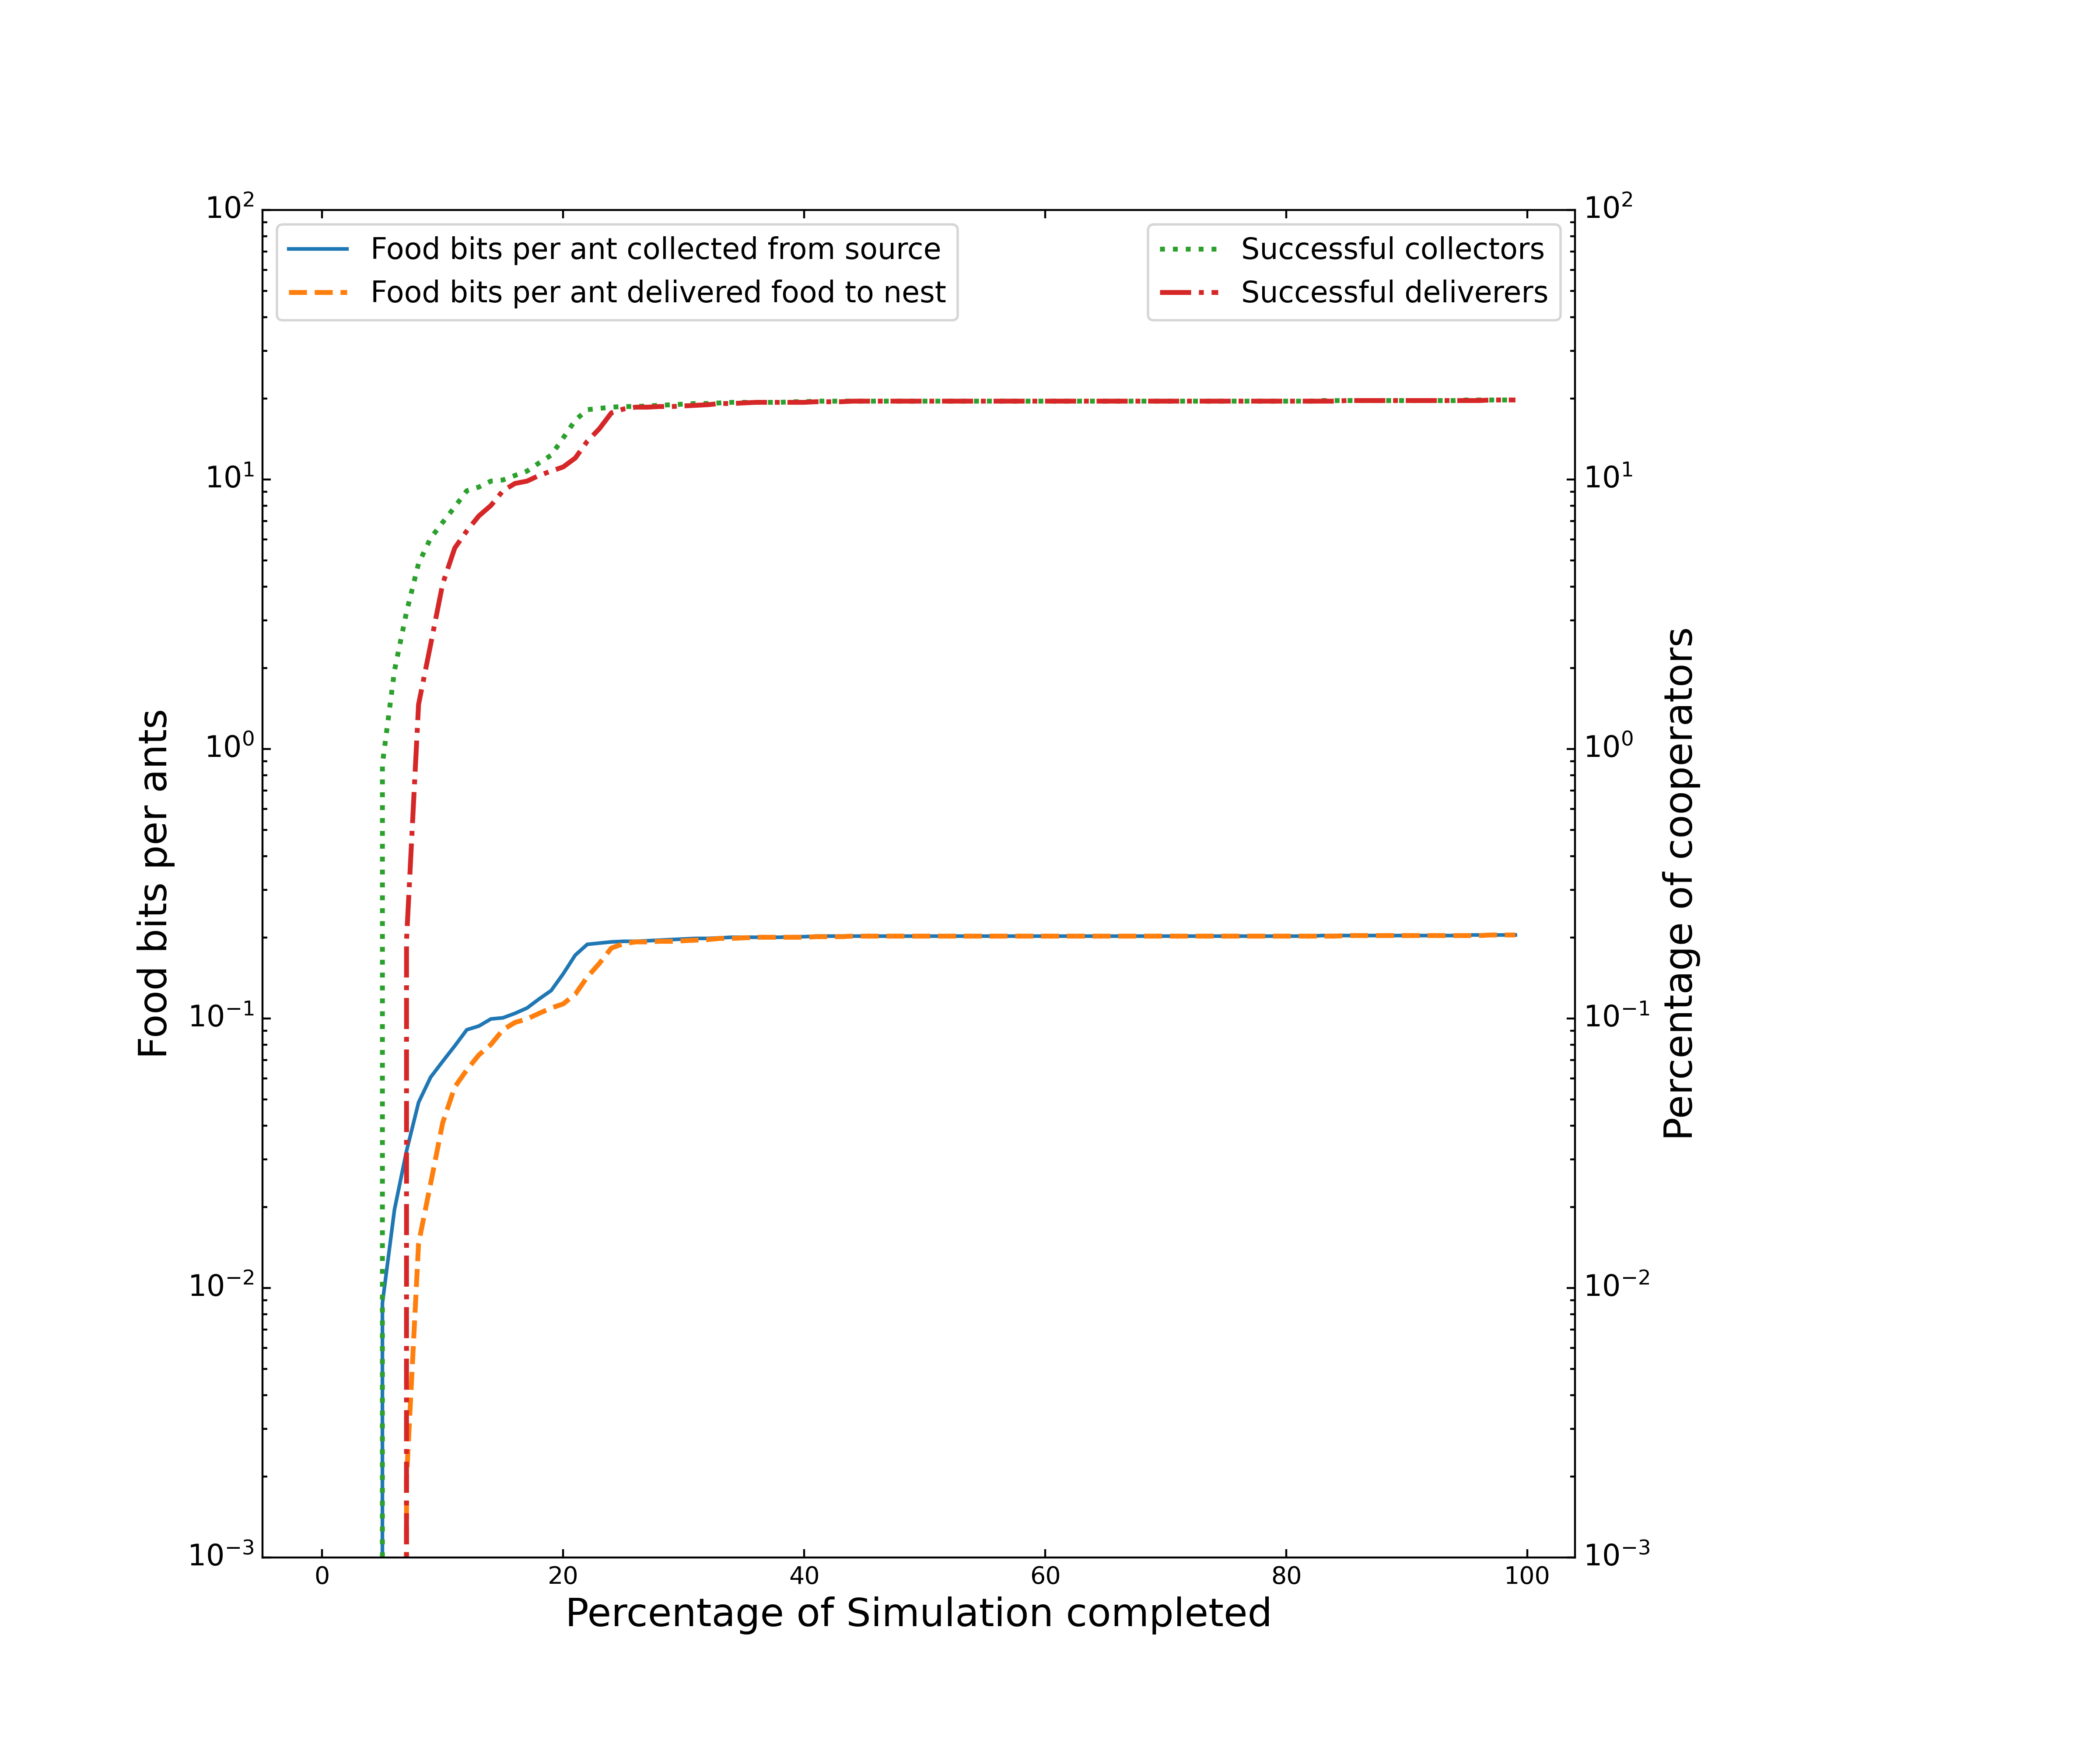 Food bits per ant collected from source
Food bits per ant delivered food to nest
Successful collectors
Successful deliverers
10²
10¹
10⁰
10⁻¹
10⁻²
10⁻³
Food bits per ants
10²
10¹
10⁰
10⁻¹
10⁻²
10⁻³
Percentage of cooperators
0 20 40 60 80 100
Percentage of Simulation completed